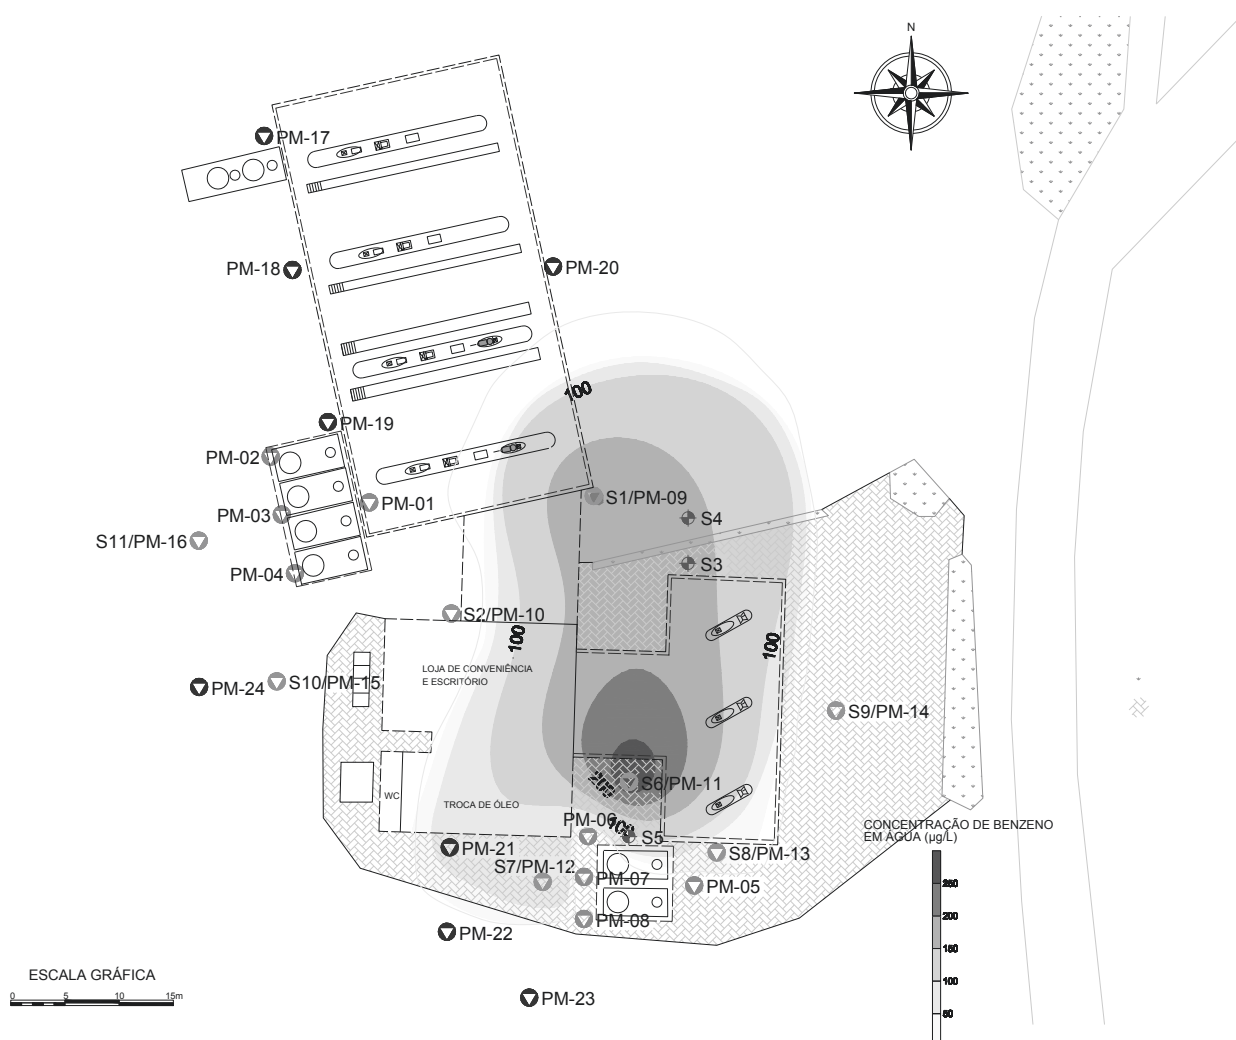 N
PM-17
PM-18
PM-20
100
PM-19
PM-02
PM-01
S1/PM-09
PM-03
S4
S11/PM-16
S3
PM-04
S2/PM-10
100
100
LOJA DE CONVENIÊNCIA
E ESCRITÓRIO
S10/PM-15
PM-24
S9/PM-14
S6/PM-11
WC
TROCA DE ÓLEO
PM-06
100
S5
CONCENTRAÇÃO DE BENZENO
EM ÁGUA (µg/L)
PM-21
S8/PM-13
S7/PM-12
PM-07
PM-05
250
PM-08
200
PM-22
150
ESCALA GRÁFICA
100
0 5 10 15m
PM-23
50